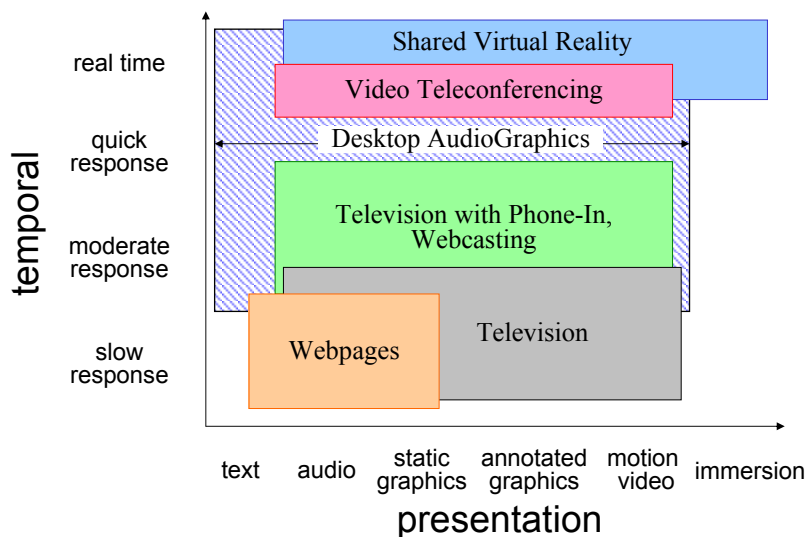 Shared Virtual Reality
real time
Video Teleconferencing
quick
response
Desktop AudioGraphics
temporal
Television with Phone-In,
Webcasting
moderate
response
Television
Webpages
slow
response
text
audio
static
graphics
annotated
graphics
motion
video
immersion
presentation